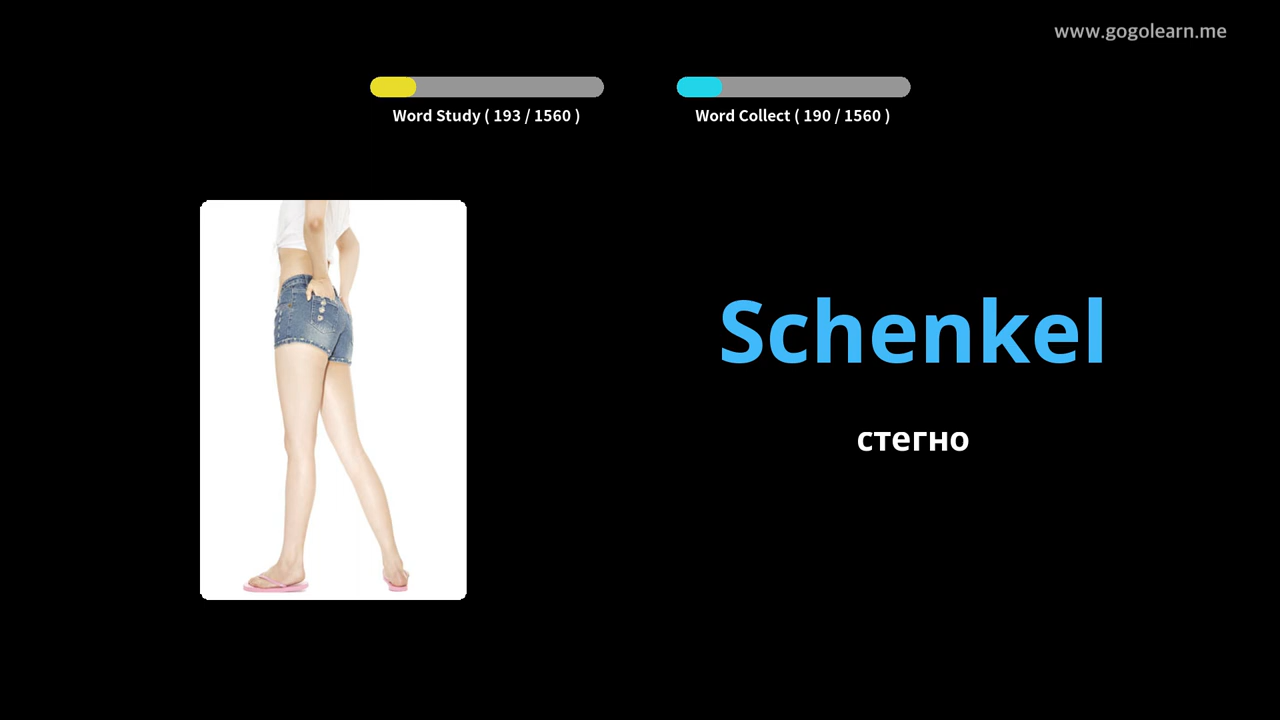 www.gogolearn.me
Word Study ( 193 / 1560 )
Word Collect ( 190 / 1560 )
Schenkel
стегно